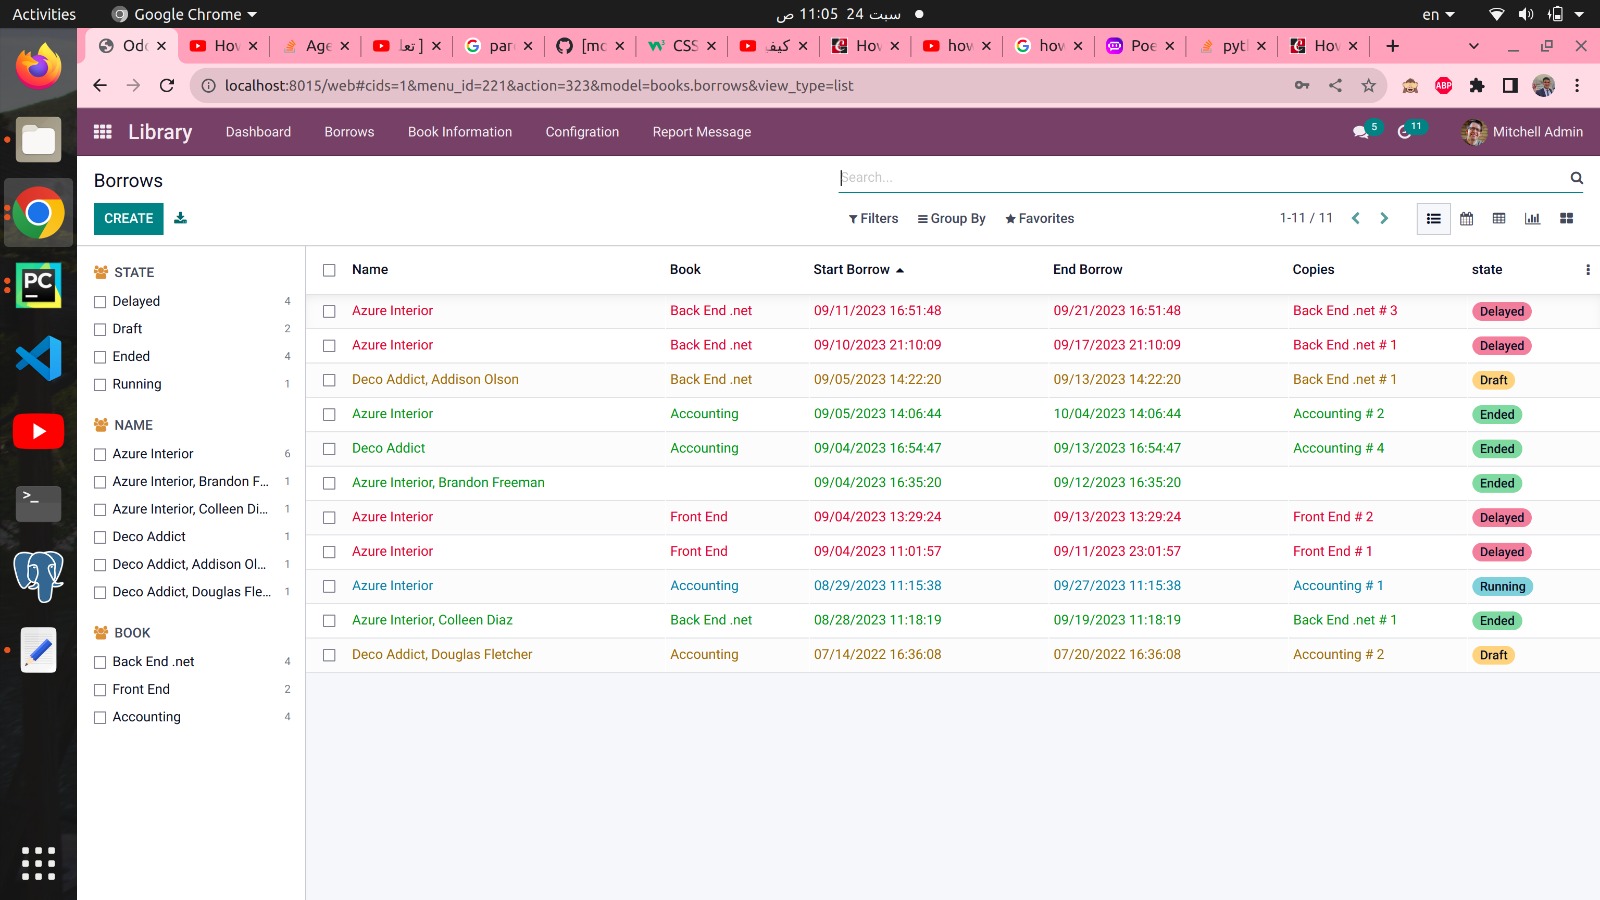 Activities Google Chrome سبت 24 11:05 ص en
Odc How Age [ تعا par [mc CSS كيفي How how how Poe pytl How
localhost:8015/web#cids=1&menu_id=221&action=323&model=books.borrows&view_type=list ABP
Library Dashboard Borrows Book Information Configration Report Message 5 11 Mitchell Admin
Borrows Search...
CREATE Filters Group By Favorites 1-11 / 11
STATE
Delayed 4
Draft 2
Ended 4
Running 1
NAME
Azure Interior 6
Azure Interior, Brandon F... 1
Azure Interior, Colleen Di... 1
Deco Addict 1
Deco Addict, Addison Ol... 1
Deco Addict, Douglas Fle... 1
BOOK
Back End .net 4
Front End 2
Accounting 4
Name Book Start Borrow End Borrow Copies state
Azure Interior Back End .net 09/11/2023 16:51:48 09/21/2023 16:51:48 Back End .net # 3 Delayed
Azure Interior Back End .net 09/10/2023 21:10:09 09/17/2023 21:10:09 Back End .net # 1 Delayed
Deco Addict, Addison Olson Back End .net 09/05/2023 14:22:20 09/13/2023 14:22:20 Back End .net # 1 Draft
Azure Interior Accounting 09/05/2023 14:06:44 10/04/2023 14:06:44 Accounting # 2 Ended
Deco Addict Accounting 09/04/2023 16:54:47 09/13/2023 16:54:47 Accounting # 4 Ended
Azure Interior, Brandon Freeman 09/04/2023 16:35:20 09/12/2023 16:35:20 Ended
Azure Interior Front End 09/04/2023 13:29:24 09/13/2023 13:29:24 Front End # 2 Delayed
Azure Interior Front End 09/04/2023 11:01:57 09/11/2023 23:01:57 Front End # 1 Delayed
Azure Interior Accounting 08/29/2023 11:15:38 09/27/2023 11:15:38 Accounting # 1 Running
Azure Interior, Colleen Diaz Back End .net 08/28/2023 11:18:19 09/19/2023 11:18:19 Back End .net # 1 Ended
Deco Addict, Douglas Fletcher Accounting 07/14/2022 16:36:08 07/20/2022 16:36:08 Accounting # 2 Draft
PC